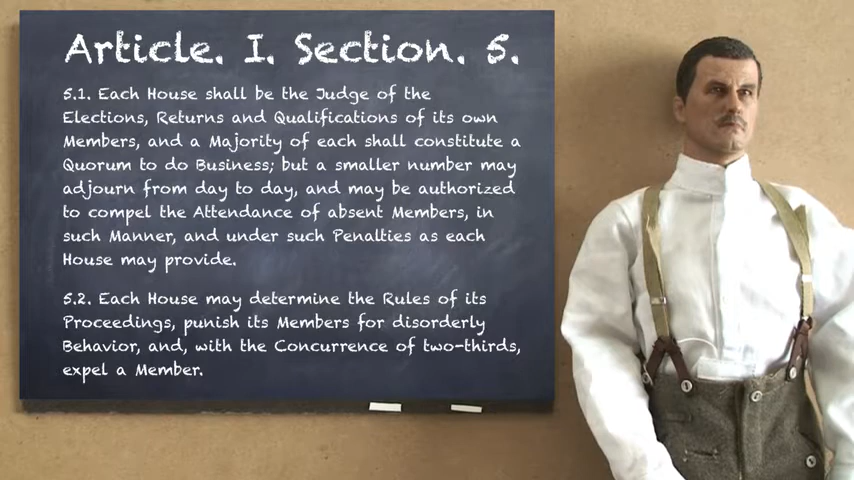 Article. I. Section. 5.
5.1. Each House shall be the Judge of the
Elections, Returns and Qualifications of its own
Members, and a Majority of each shall constitute a
Quorum to do Business; but a smaller number may
adjourn from day to day, and may be authorized
to compel the Attendance of absent Members, in
such Manner, and under such Penalties as each
House may provide.
5.2. Each House may determine the Rules of its
Proceedings, punish its Members for disorderly
Behavior, and, with the Concurrence of two-thirds,
expel a Member.